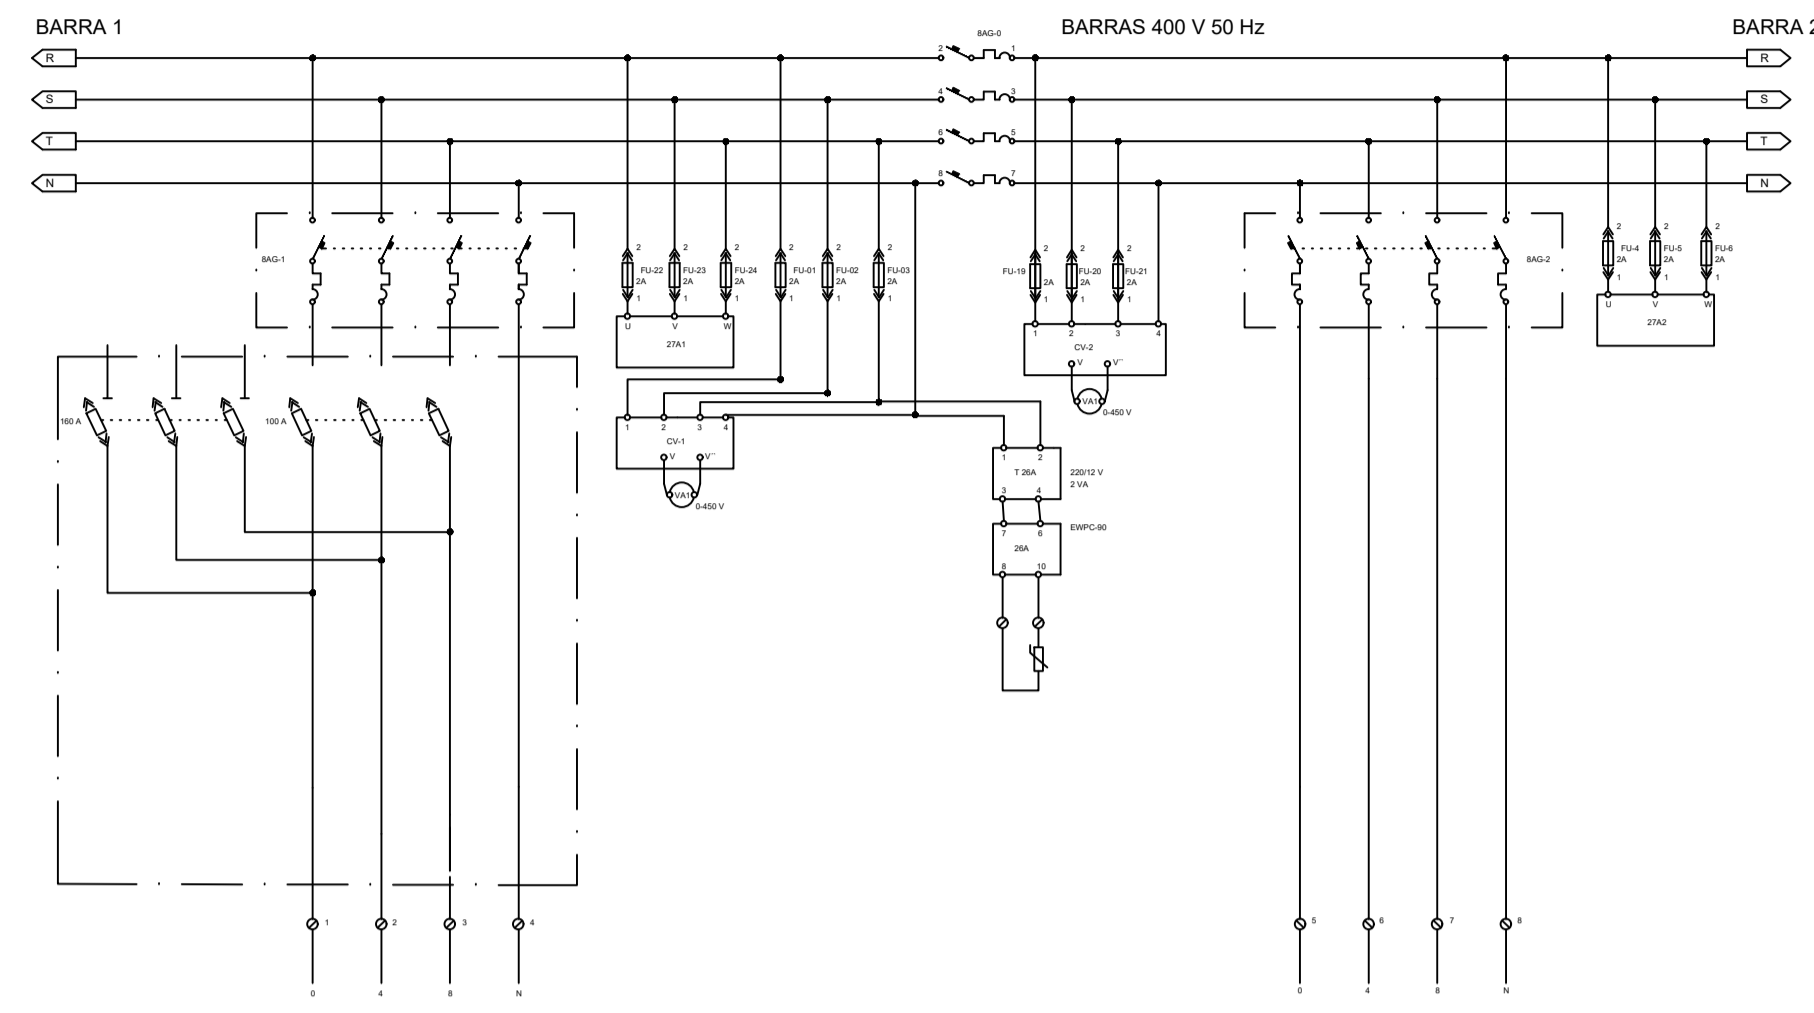 BARRA 1
BARRAS 400 V 50 Hz
BARRA 2
8AG-0
R
2
1
R
S
4
3
S
T
6
5
T
N
8
7
N
8AG-1
2
2
2
2
2
2
FU-22
FU-23
FU-24
FU-01
FU-02
FU-03
2A
2A
2A
2A
2A
2A
1
1
1
1
1
1
U
V
W
27A1
2
2
2
FU-19
FU-20
FU-21
2A
2A
2A
1
1
1
1
2
3
4
CV-2
V
V``
VA1
0-450 V
8AG-2
2
2
2
FU-4
FU-5
FU-6
2A
2A
2A
1
1
1
U
V
W
27A2
160 A
100 A
1
2
3
4
CV-1
V
V``
VA1
0-450 V
1
2
T 26A
220/12 V
2 VA
3
4
EWPC-90
7
6
26A
8
10
1
2
3
4
5
6
7
8
0
4
8
N
0
4
8
N